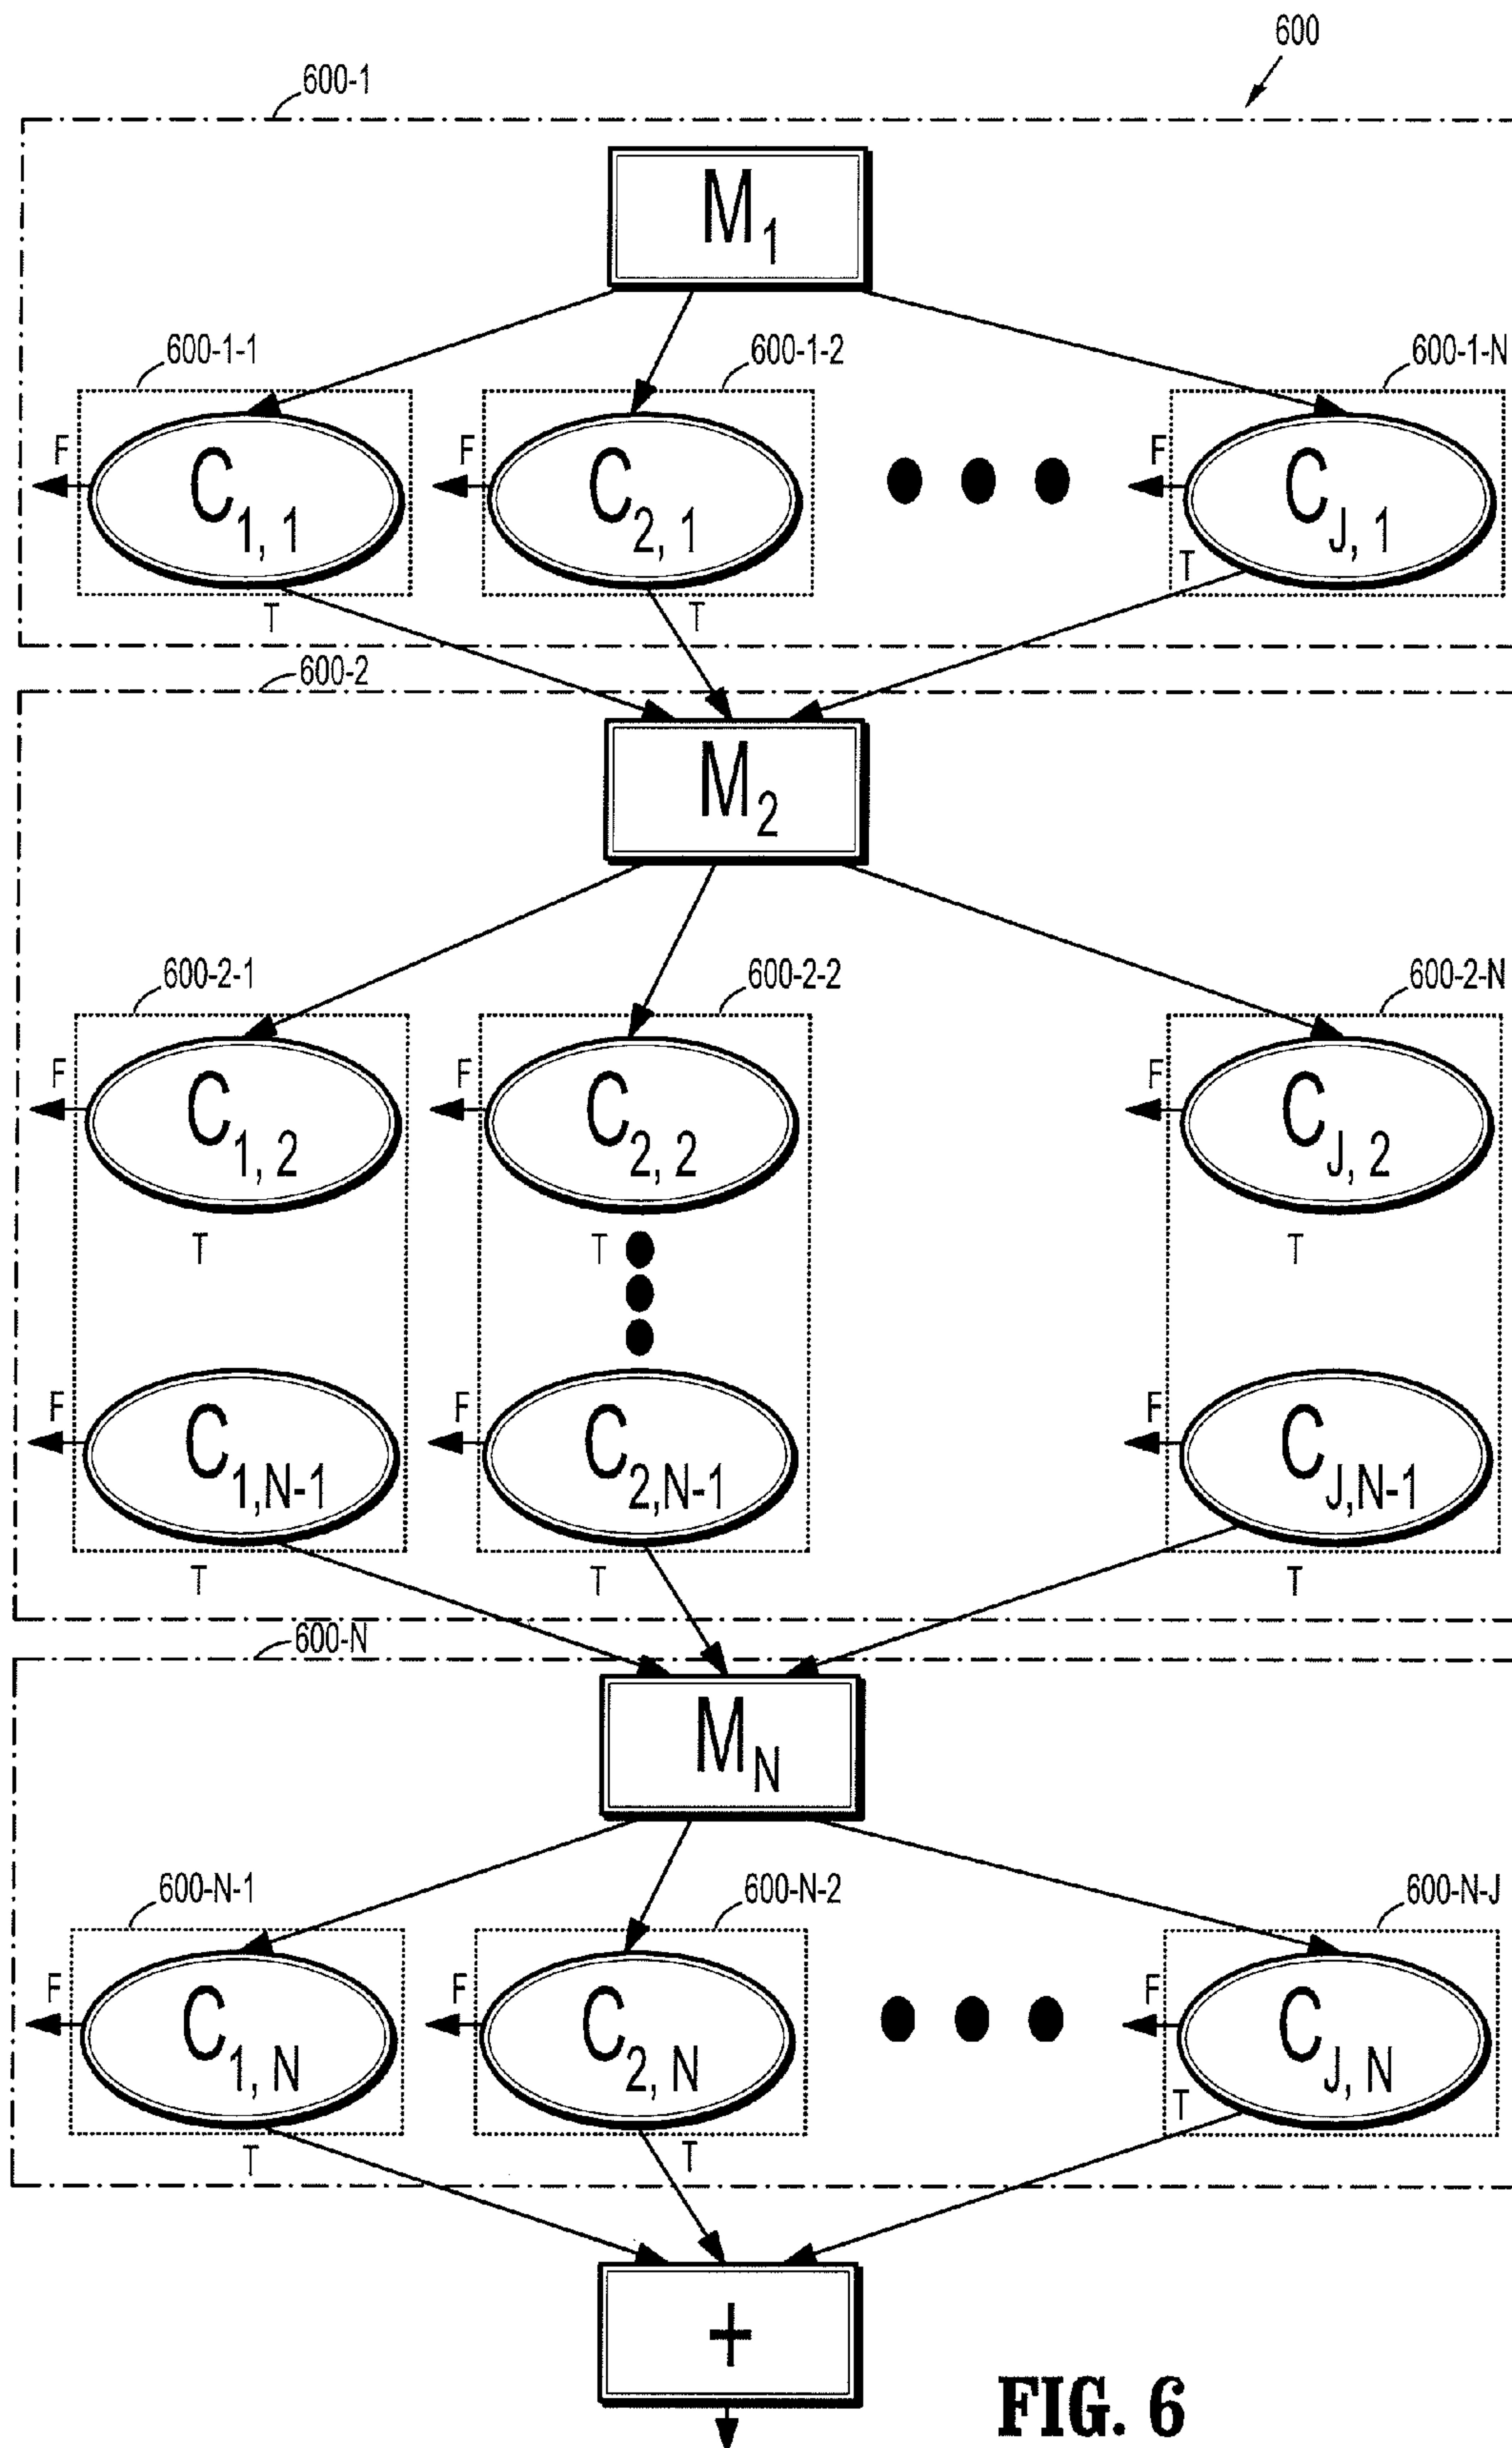 600
600-1
M1
600-1-1 600-1-2 600-1-N
F C1, 1 F C2, 1 F CJ, 1
T T T
600-2
M2
600-2-1 600-2-2 600-2-N
F C1, 2 F C2, 2 F CJ, 2
T T T
F C1,N-1 F C2,N-1 F CJ,N-1
T T T
600-N
MN
600-N-1 600-N-2 600-N-J
F C1, N F C2, N F CJ, N
T T T
+
FIG. 6